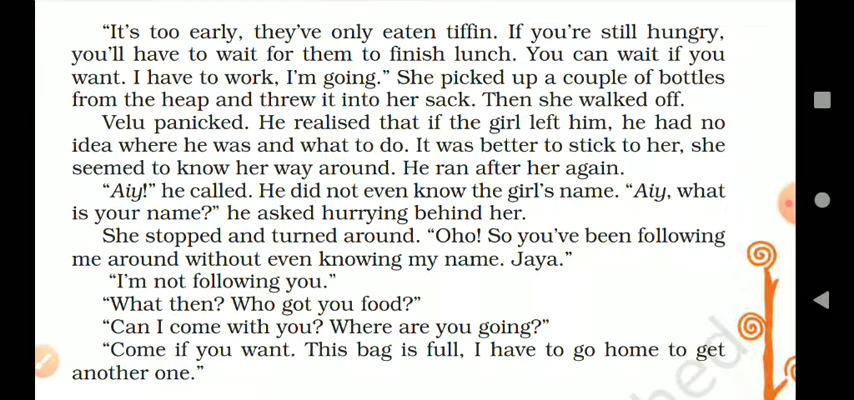 “It’s too early, they’ve only eaten tiffin. If you’re still hungry,
you’ll have to wait for them to finish lunch. You can wait if you
want. I have to work, I’m going.” She picked up a couple of bottles
from the heap and threw it into her sack. Then she walked off.
Velu panicked. He realised that if the girl left him, he had no
idea where he was and what to do. It was better to stick to her, she
seemed to know her way around. He ran after her again.
“Aiy!” he called. He did not even know the girl’s name. “Aiy, what
is your name?” he asked hurrying behind her.
She stopped and turned around. “Oho! So you’ve been following
me around without even knowing my name. Jaya.”
“I’m not following you.”
“What then? Who got you food?”
“Can I come with you? Where are you going?”
“Come if you want. This bag is full, I have to go home to get
another one.”